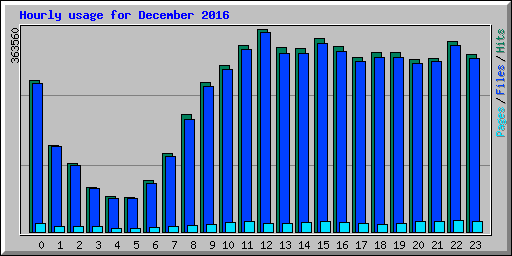 Hourly usage for December 2016
363560
Pages / Files / Hits
0 1 2 3 4 5 6 7 8 9 10 11 12 13 14 15 16 17 18 19 20 21 22 23